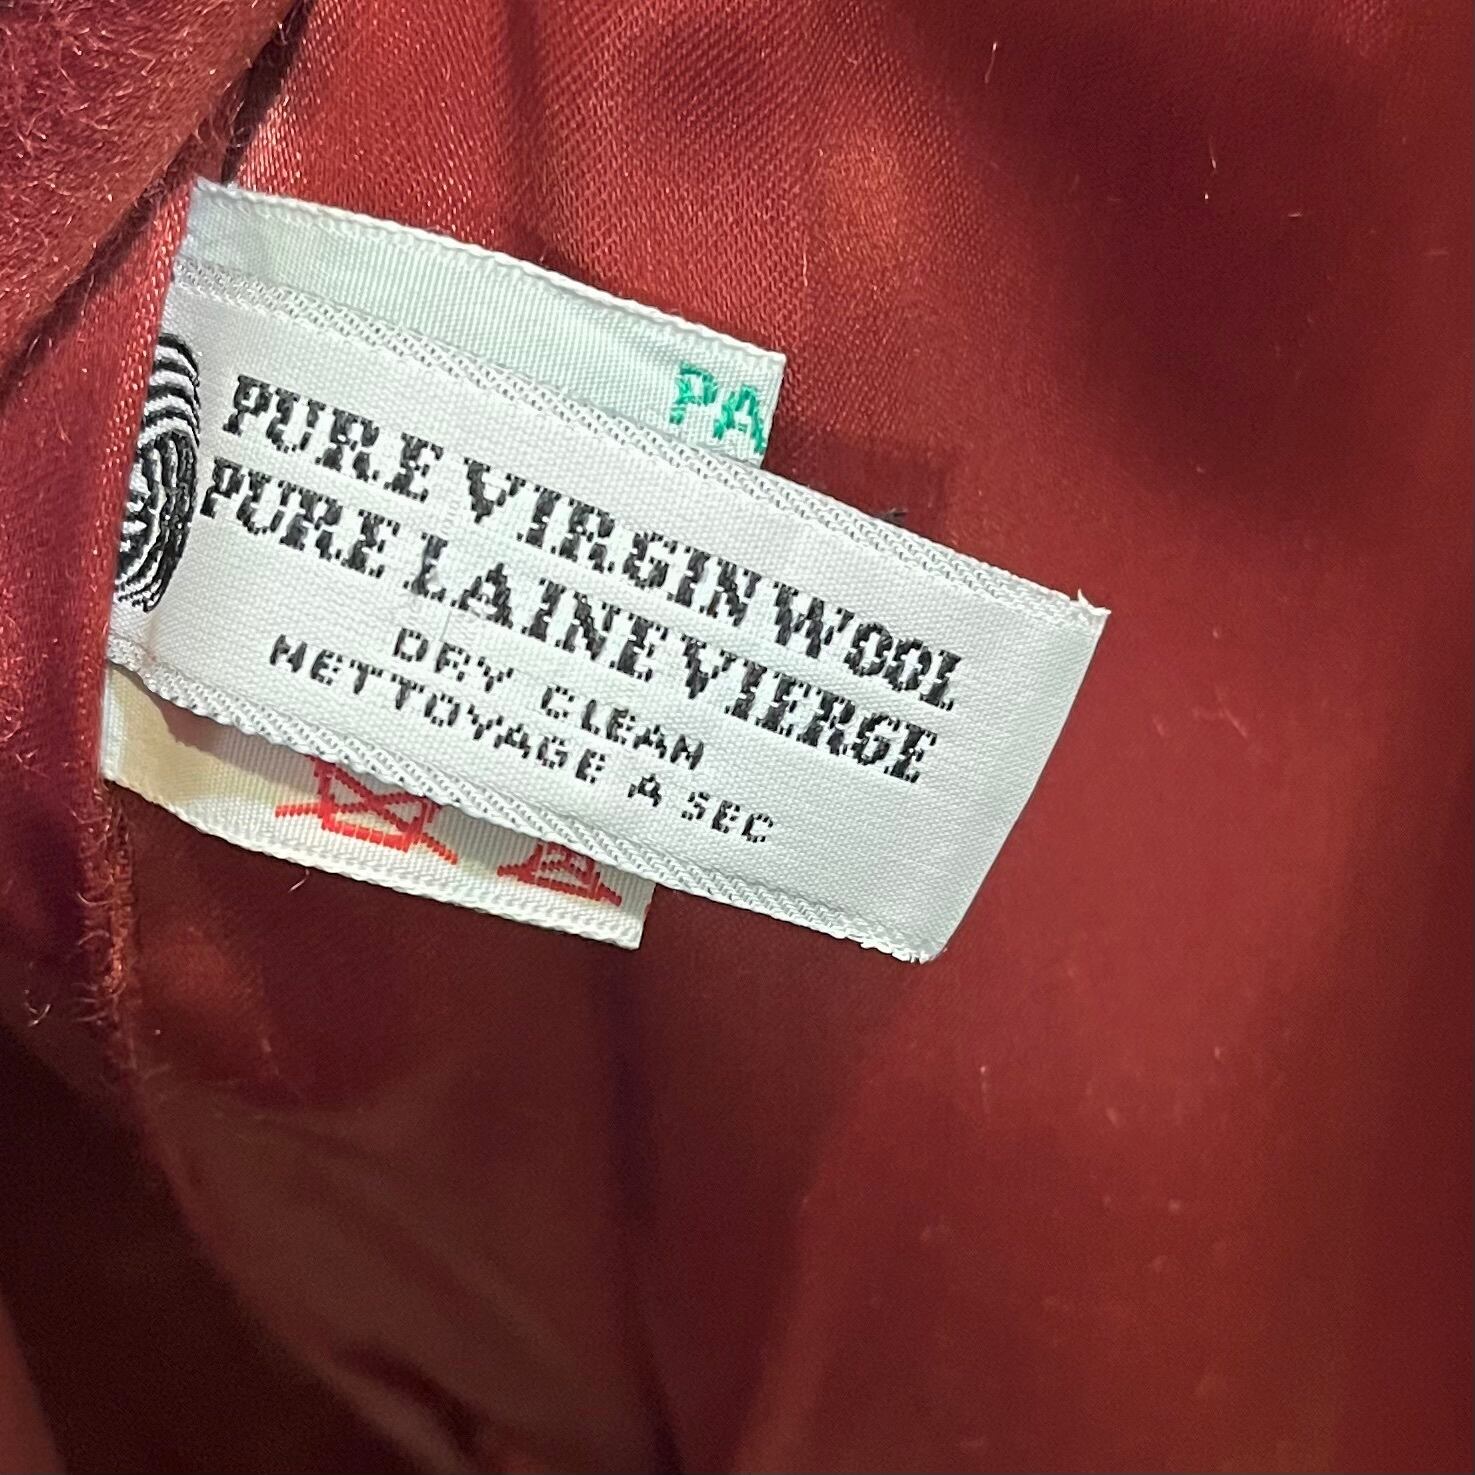 PA
PURE VIRGIN WOOL
PURE LAINE VIERGE
DRY CLEAN
NETTOYAGE A SEC